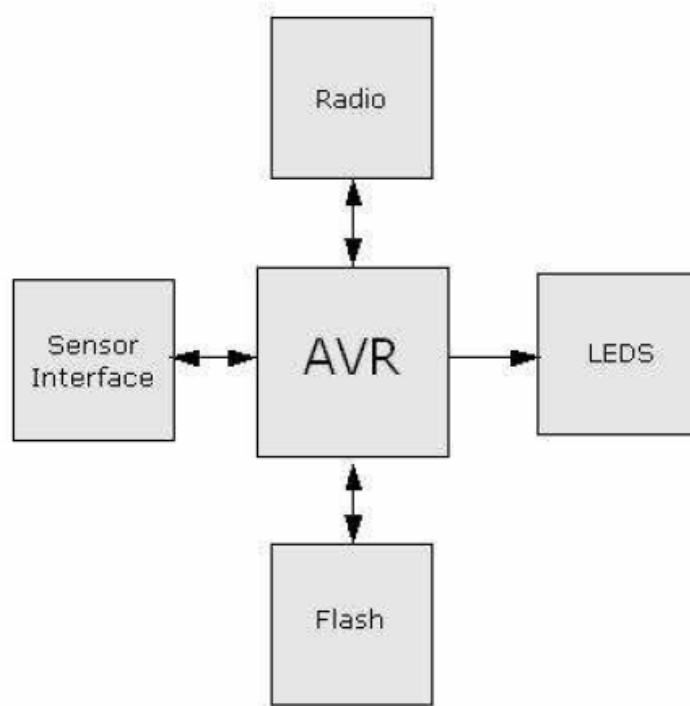 Radio
Sensor
Interface
AVR
LEDS
Flash